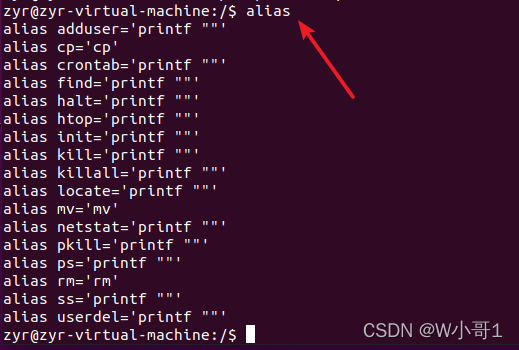 zyr@zyr-virtual-machine:/$ alias
alias adduser='printf ""'
alias cp='cp'
alias crontab='printf ""'
alias find='printf ""'
alias halt='printf ""'
alias htop='printf ""'
alias init='printf ""'
alias kill='printf ""'
alias killall='printf ""'
alias locate='printf ""'
alias mv='mv'
alias netstat='printf ""'
alias pkill='printf ""'
alias ps='printf ""'
alias rm='rm'
alias ss='printf ""'
alias userdel='printf ""'
zyr@zyr-virtual-machine:/$
CSDN @W小哥1